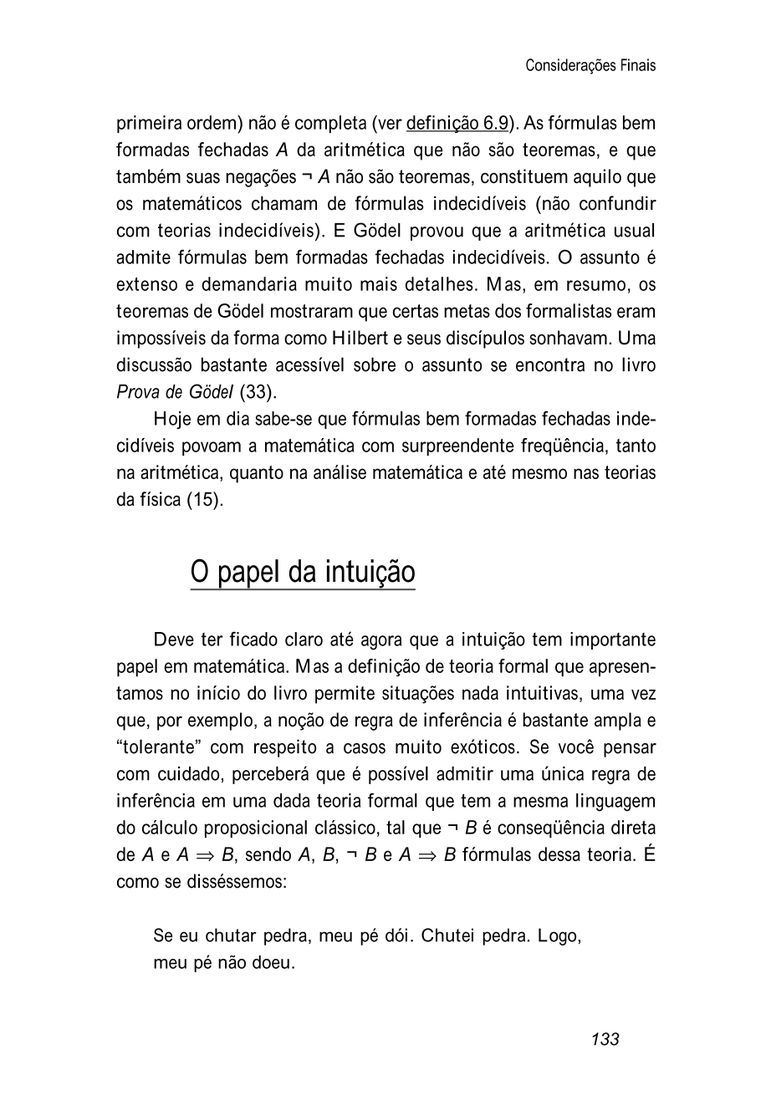 Considerações Finais
primeira ordem) não é completa (ver definição 6.9). As fórmulas bem
formadas fechadas A da aritmética que não são teoremas, e que
também suas negações ¬ A não são teoremas, constituem aquilo que
os matemáticos chamam de fórmulas indecidíveis (não confundir
com teorias indecidíveis). E Gödel provou que a aritmética usual
admite fórmulas bem formadas fechadas indecidíveis. O assunto é
extenso e demandaria muito mais detalhes. Mas, em resumo, os
teoremas de Gödel mostraram que certas metas dos formalistas eram
impossíveis da forma como Hilbert e seus discípulos sonhavam. Uma
discussão bastante acessível sobre o assunto se encontra no livro
Prova de Gödel (33).
Hoje em dia sabe-se que fórmulas bem formadas fechadas inde-
cidíveis povoam a matemática com surpreendente freqüência, tanto
na aritmética, quanto na análise matemática e até mesmo nas teorias
da física (15).
O papel da intuição
Deve ter ficado claro até agora que a intuição tem importante
papel em matemática. Mas a definição de teoria formal que apresen-
tamos no início do livro permite situações nada intuitivas, uma vez
que, por exemplo, a noção de regra de inferência é bastante ampla e
“tolerante” com respeito a casos muito exóticos. Se você pensar
com cuidado, perceberá que é possível admitir uma única regra de
inferência em uma dada teoria formal que tem a mesma linguagem
do cálculo proposicional clássico, tal que ¬ B é conseqüência direta
de A e A ⇒ B, sendo A, B, ¬ B e A ⇒ B fórmulas dessa teoria. É
como se disséssemos:
Se eu chutar pedra, meu pé dói. Chutei pedra. Logo,
meu pé não doeu.
133